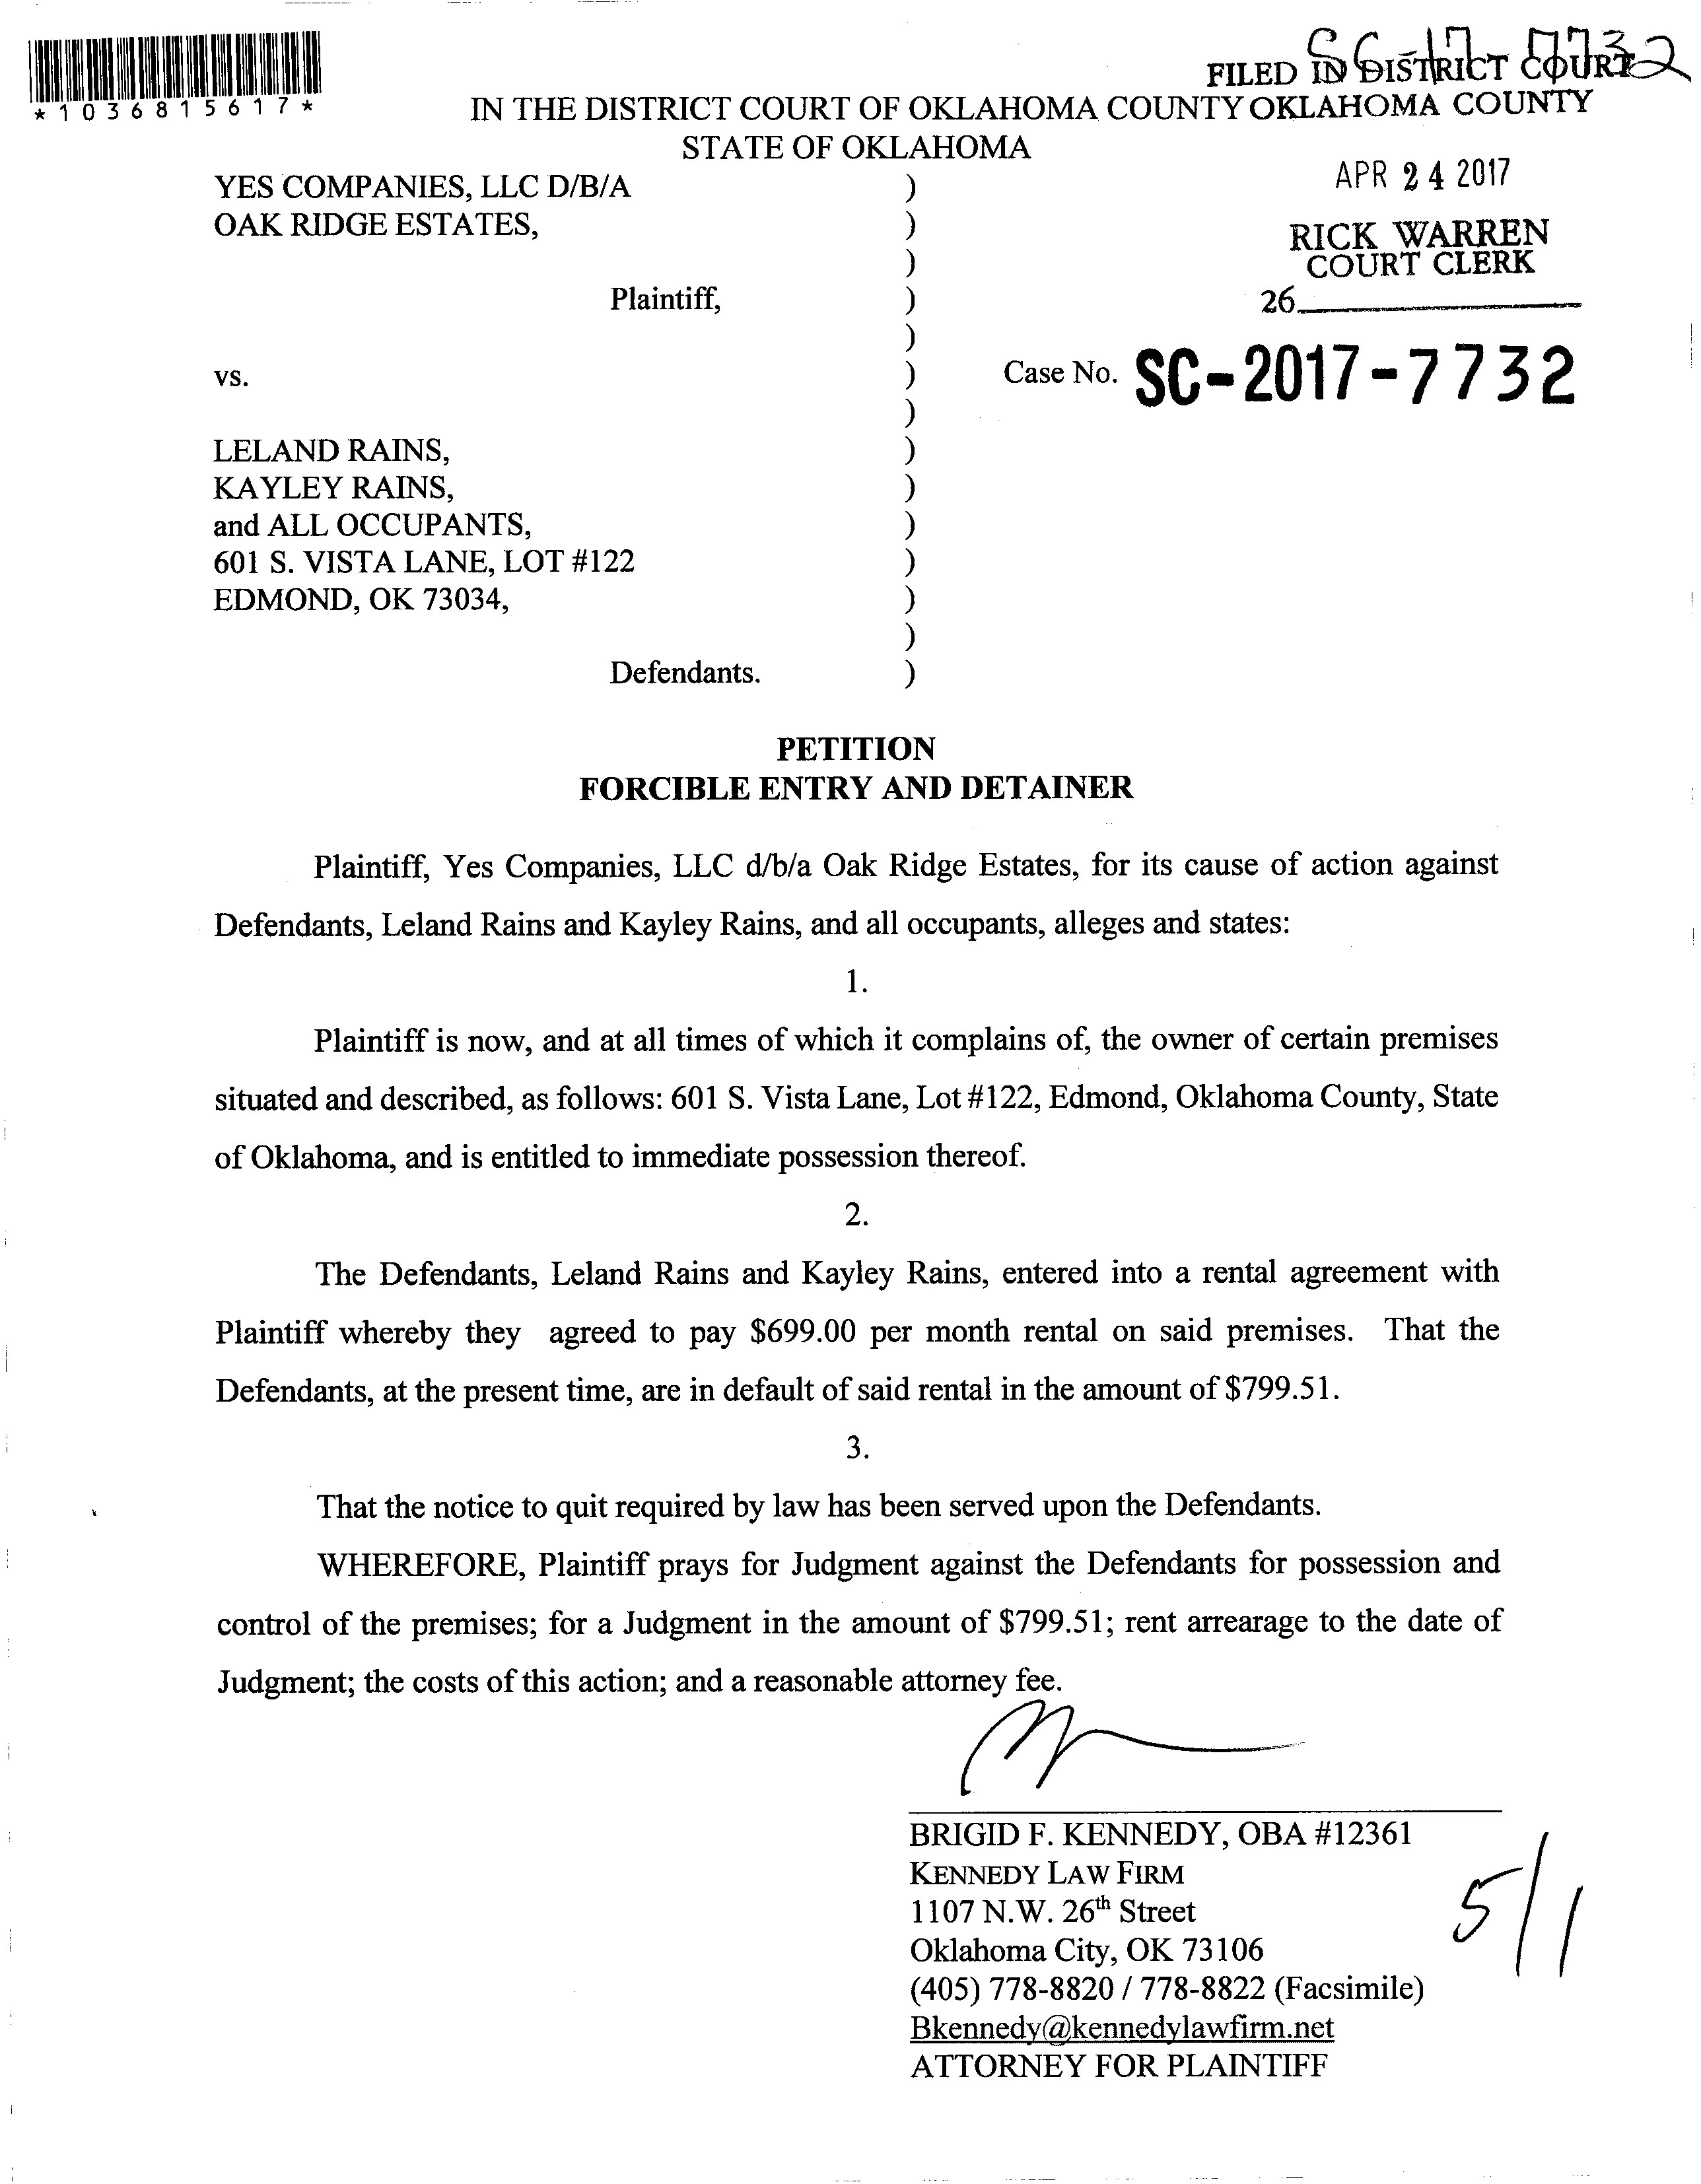 *1036815617*
SC-17-7732
FILED IN DISTRICT COURT
IN THE DISTRICT COURT OF OKLAHOMA COUNTY OKLAHOMA COUNTY
STATE OF OKLAHOMA
APR 24 2017
YES COMPANIES, LLC D/B/A )
OAK RIDGE ESTATES, )
RICK WARREN
COURT CLERK
)
Plaintiff, )
26
)
vs. )
Case No. SC-2017-7732
)
LELAND RAINS, )
KAYLEY RAINS, )
and ALL OCCUPANTS, )
601 S. VISTA LANE, LOT #122 )
EDMOND, OK 73034, )
)
Defendants. )
PETITION
FORCIBLE ENTRY AND DETAINER
Plaintiff, Yes Companies, LLC d/b/a Oak Ridge Estates, for its cause of action against
Defendants, Leland Rains and Kayley Rains, and all occupants, alleges and states:
1.
Plaintiff is now, and at all times of which it complains of, the owner of certain premises
situated and described, as follows: 601 S. Vista Lane, Lot #122, Edmond, Oklahoma County, State
of Oklahoma, and is entitled to immediate possession thereof.
2.
The Defendants, Leland Rains and Kayley Rains, entered into a rental agreement with
Plaintiff whereby they agreed to pay $699.00 per month rental on said premises. That the
Defendants, at the present time, are in default of said rental in the amount of $799.51.
3.
That the notice to quit required by law has been served upon the Defendants.
WHEREFORE, Plaintiff prays for Judgment against the Defendants for possession and
control of the premises; for a Judgment in the amount of $799.51; rent arrearage to the date of
Judgment; the costs of this action; and a reasonable attorney fee.
BRIGID F. KENNEDY, OBA #12361
KENNEDY LAW FIRM
1107 N.W. 26th Street
Oklahoma City, OK 73106
(405) 778-8820 / 778-8822 (Facsimile)
Bkennedy@kennedylawfirm.net
ATTORNEY FOR PLAINTIFF
5/1